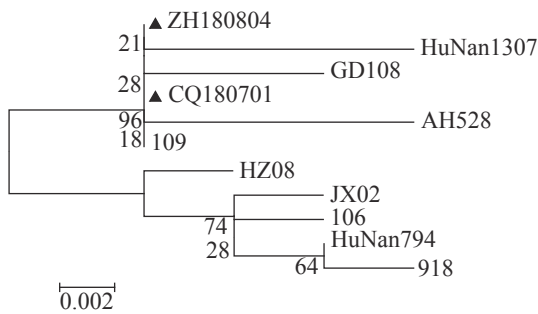 ▲ ZH180804
21
HuNan1307
GD108
28
▲ CQ180701
96
AH528
18
109
HZ08
JX02
74
106
HuNan794
28
64
918
0.002